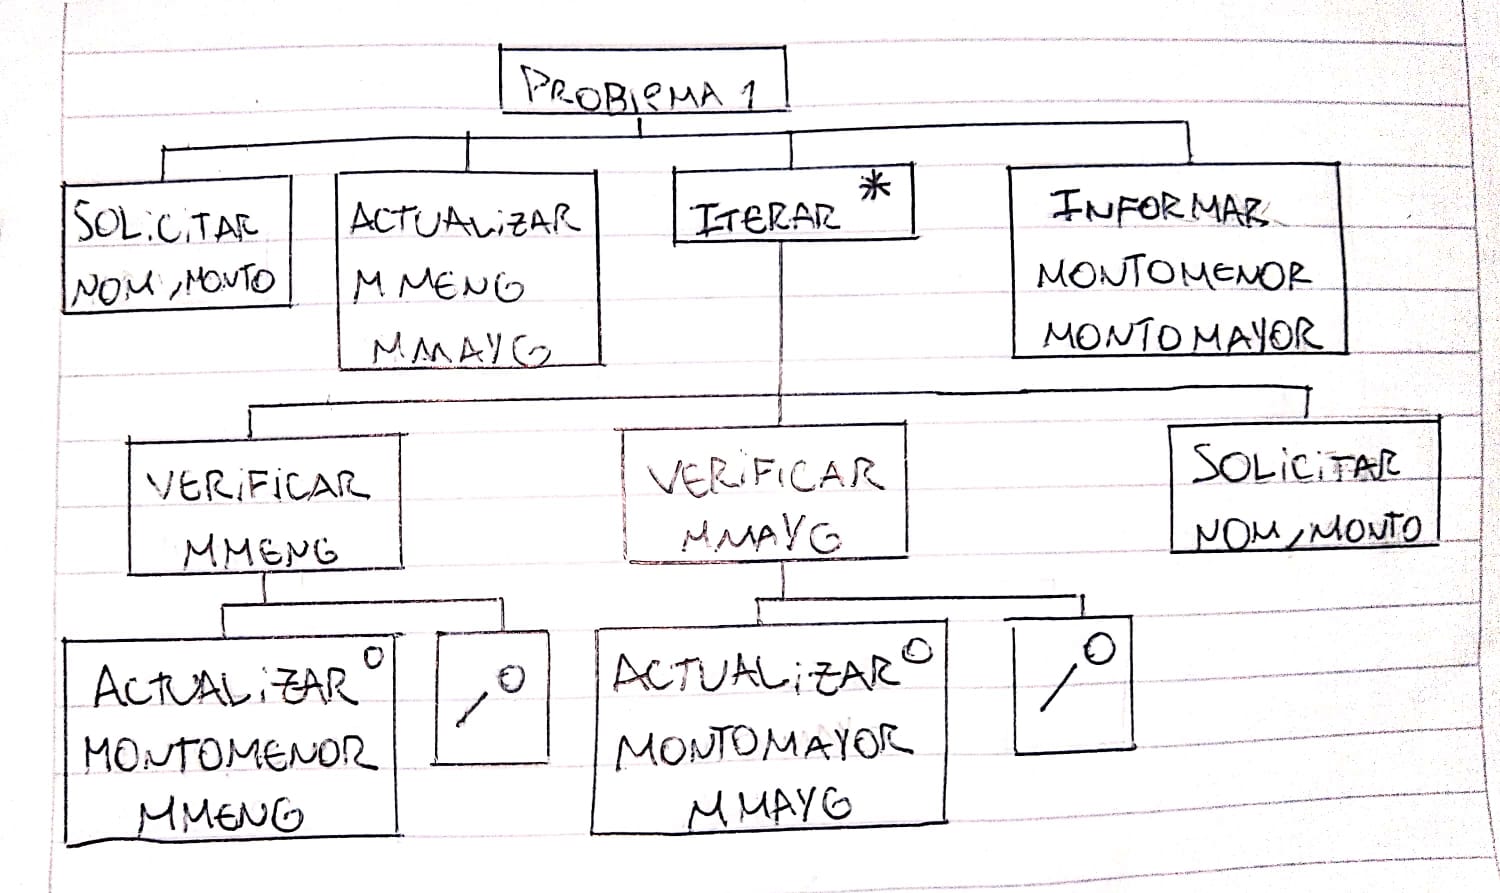 PROBLEMA 1
SOLICITAR
NOM, MONTO
ACTUALIZAR
MMENG
MMAYG
ITERAR *
INFORMAR
MONTOMENOR
MONTOMAYOR
VERIFICAR
MMENG
VERIFICAR
MMAYG
SOLICITAR
NOM, MONTO
ACTUALIZAR O
MONTOMENOR
MMENG
/ O
ACTUALIZAR O
MONTOMAYOR
MMAYG
/ O